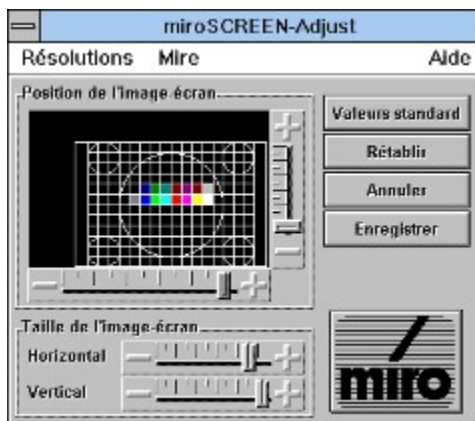 miroSCREEN-Adjust
Résolutions Mire Aide
Position de l'image écran
Valeurs standard
Rétablir
Annuler
Enregistrer
Taille de l'image-écran
Horizontal
Vertical
miro